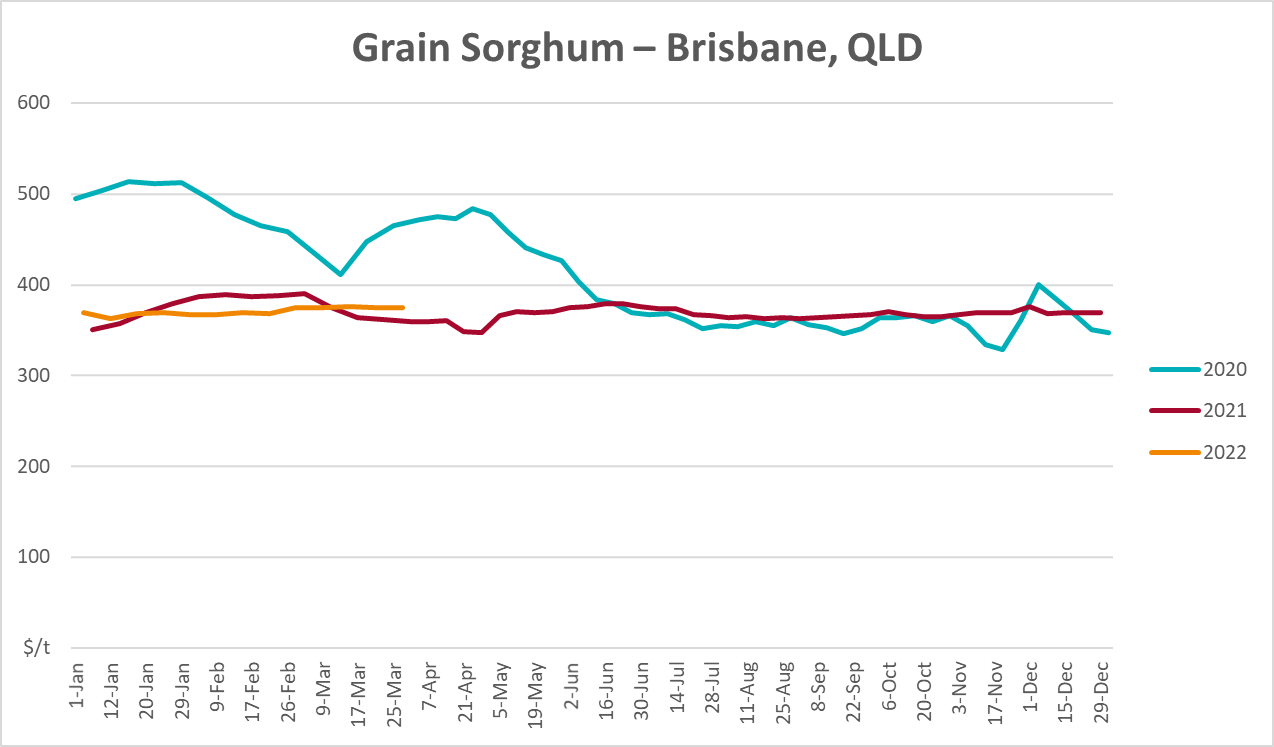 Grain Sorghum – Brisbane, QLD
600
500
400
300
200
100
$/t
1-Jan
12-Jan
20-Jan
29-Jan
9-Feb
17-Feb
26-Feb
9-Mar
17-Mar
25-Mar
7-Apr
21-Apr
5-May
19-May
2-Jun
16-Jun
30-Jun
14-Jul
28-Jul
11-Aug
25-Aug
8-Sep
22-Sep
6-Oct
20-Oct
3-Nov
17-Nov
1-Dec
15-Dec
29-Dec
2020
2021
2022